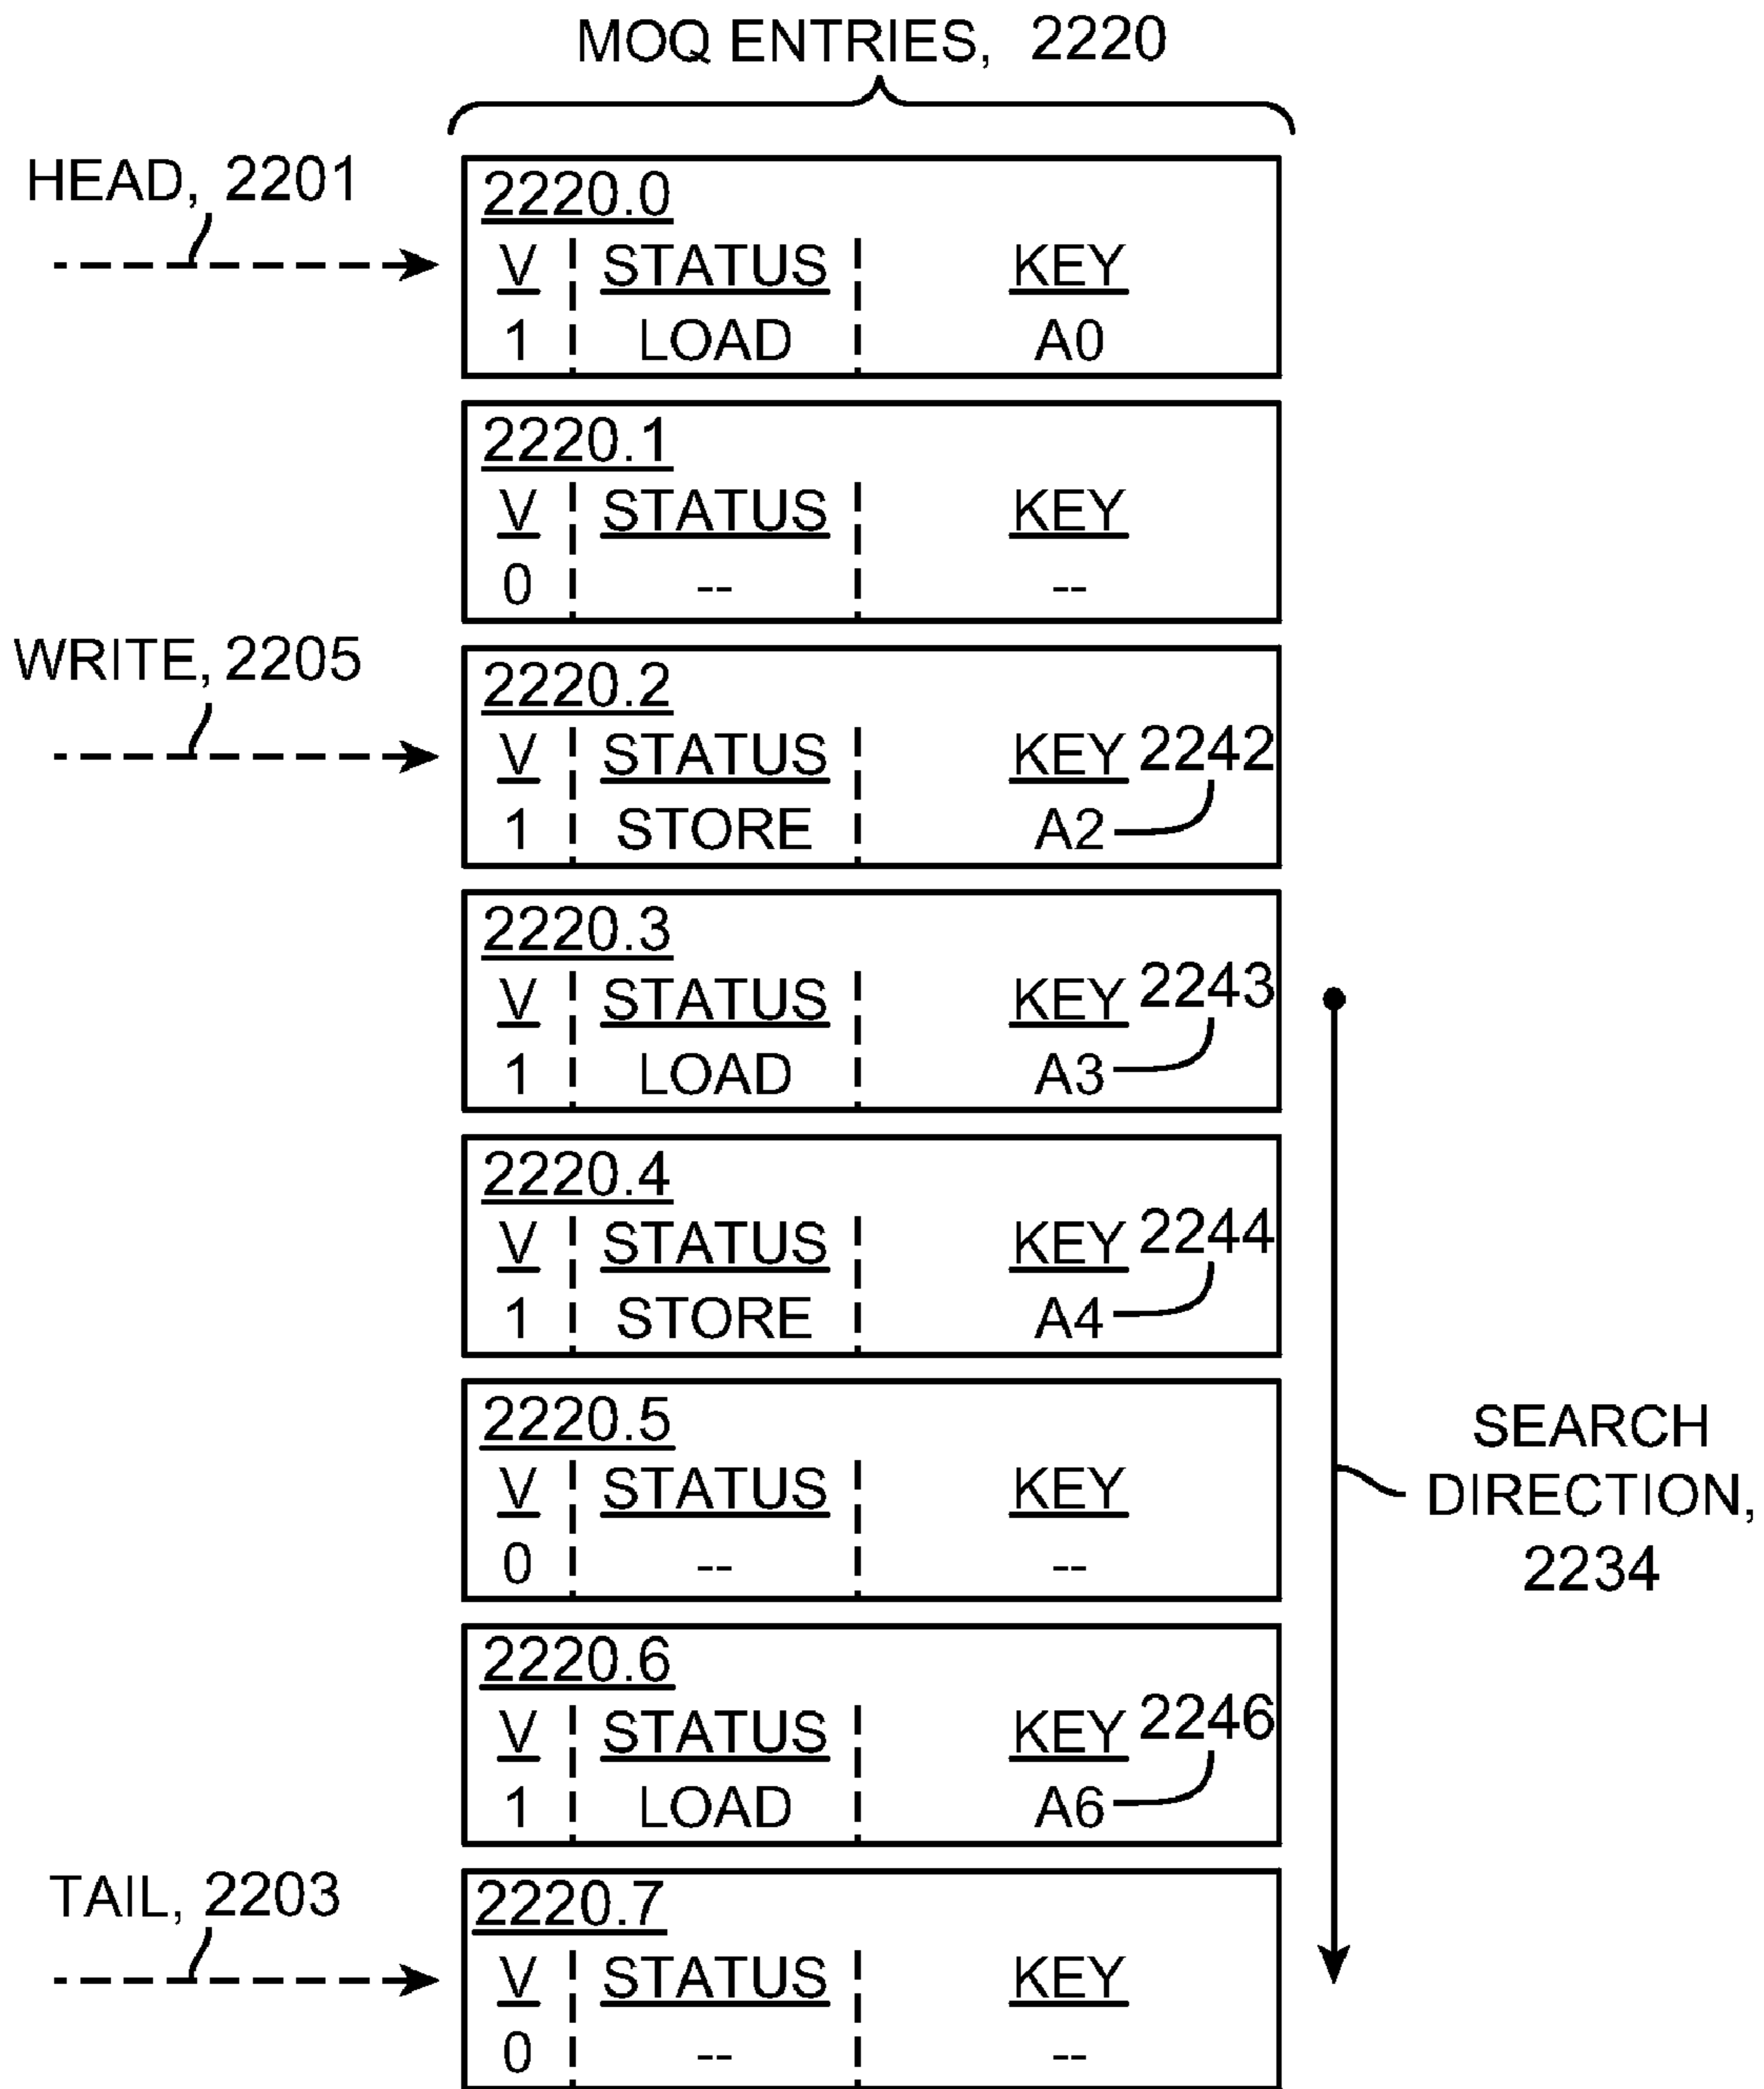 MOQ ENTRIES, 2220
HEAD, 2201
2220.0
V STATUS KEY
1 LOAD A0
2220.1
V STATUS KEY
0 -- --
WRITE, 2205
2220.2
V STATUS KEY 2242
1 STORE A2
2220.3
V STATUS KEY 2243
1 LOAD A3
2220.4
V STATUS KEY 2244
1 STORE A4
2220.5
V STATUS KEY
0 -- --
SEARCH
DIRECTION,
2234
2220.6
V STATUS KEY 2246
1 LOAD A6
TAIL, 2203
2220.7
V STATUS KEY
0 -- --